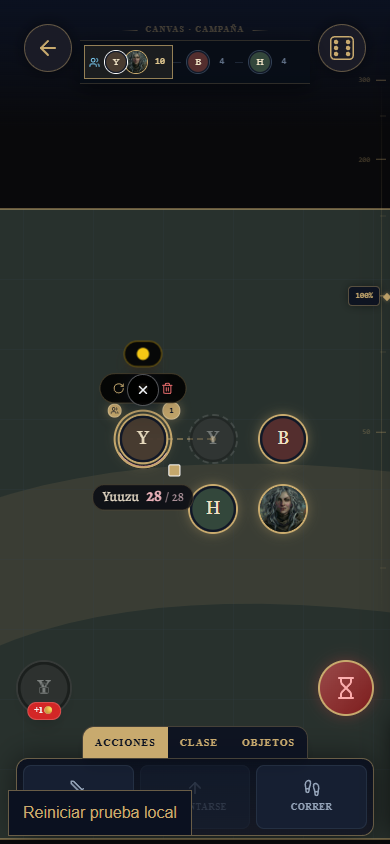 CANVAS · CAMPAÑA
Y 10 B 4 H 4
300
200
100%
1
Y Y B
50
Yuuzu 28 / 28
H
Y
+1
ACCIONES CLASE OBJETOS
CORRER
Reiniciar prueba local